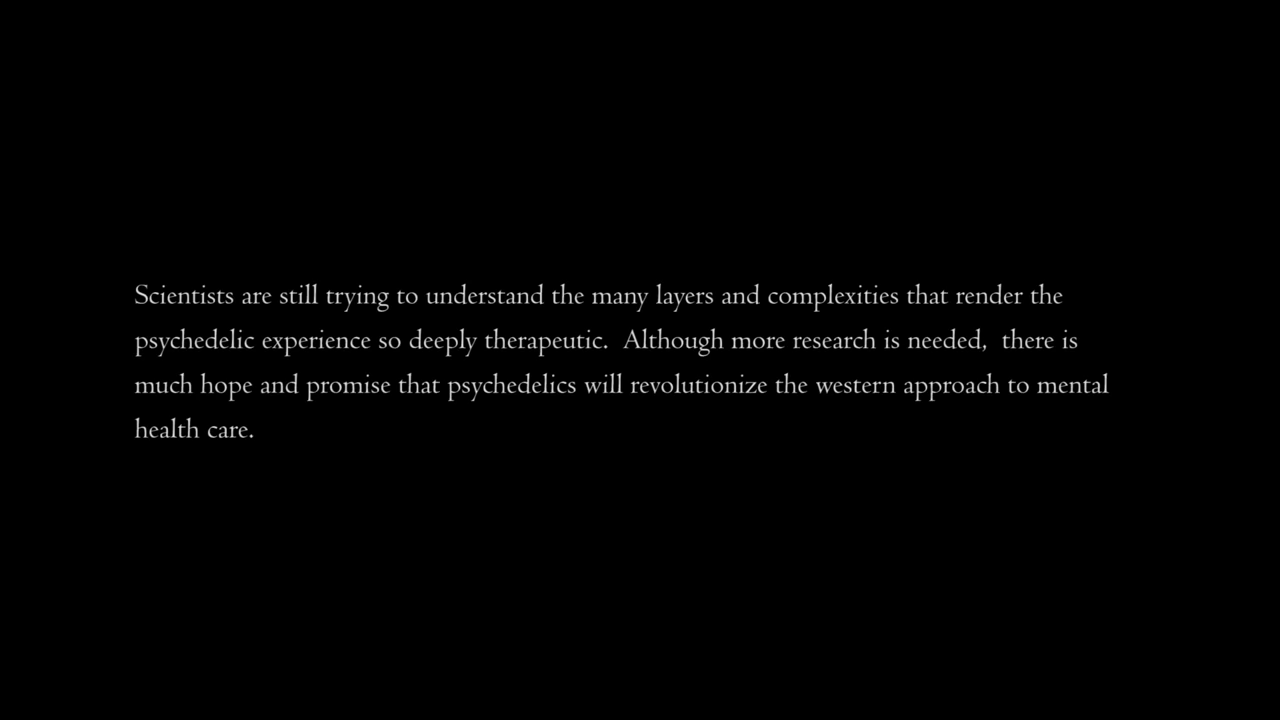 Scientists are still trying to understand the many layers and complexities that render the
psychedelic experience so deeply therapeutic.  Although more research is needed,  there is
much hope and promise that psychedelics will revolutionize the western approach to mental
health care.